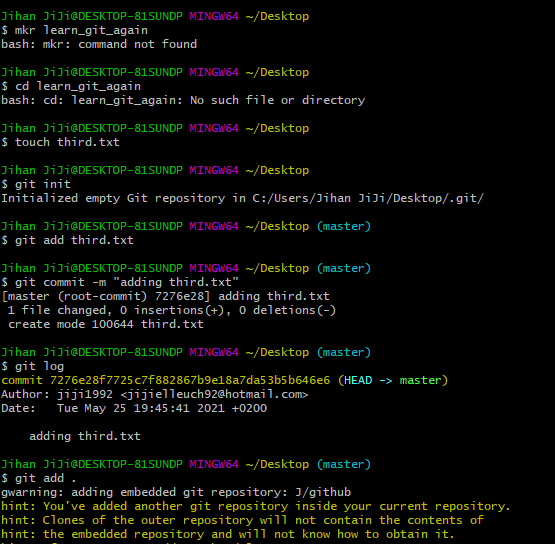 Jihan JiJi@DESKTOP-81SUNDP MINGW64 ~/Desktop
$ mkr learn_git_again
bash: mkr: command not found
Jihan JiJi@DESKTOP-81SUNDP MINGW64 ~/Desktop
$ cd learn_git_again
bash: cd: learn_git_again: No such file or directory
Jihan JiJi@DESKTOP-81SUNDP MINGW64 ~/Desktop
$ touch third.txt
Jihan JiJi@DESKTOP-81SUNDP MINGW64 ~/Desktop
$ git init
Initialized empty Git repository in C:/Users/Jihan JiJi/Desktop/.git/
Jihan JiJi@DESKTOP-81SUNDP MINGW64 ~/Desktop (master)
$ git add third.txt
Jihan JiJi@DESKTOP-81SUNDP MINGW64 ~/Desktop (master)
$ git commit -m "adding third.txt"
[master (root-commit) 7276e28] adding third.txt
1 file changed, 0 insertions(+), 0 deletions(-)
create mode 100644 third.txt
Jihan JiJi@DESKTOP-81SUNDP MINGW64 ~/Desktop (master)
$ git log
commit 7276e28f7725c7f882867b9e18a7da53b5b646e6 (HEAD -> master)
Author: jiji1992 <jijielleuch92@hotmail.com>
Date:   Tue May 25 19:45:41 2021 +0200
adding third.txt
Jihan JiJi@DESKTOP-81SUNDP MINGW64 ~/Desktop (master)
$ git add .
gwarning: adding embedded git repository: J/github
hint: You've added another git repository inside your current repository.
hint: Clones of the outer repository will not contain the contents of
hint: the embedded repository and will not know how to obtain it.